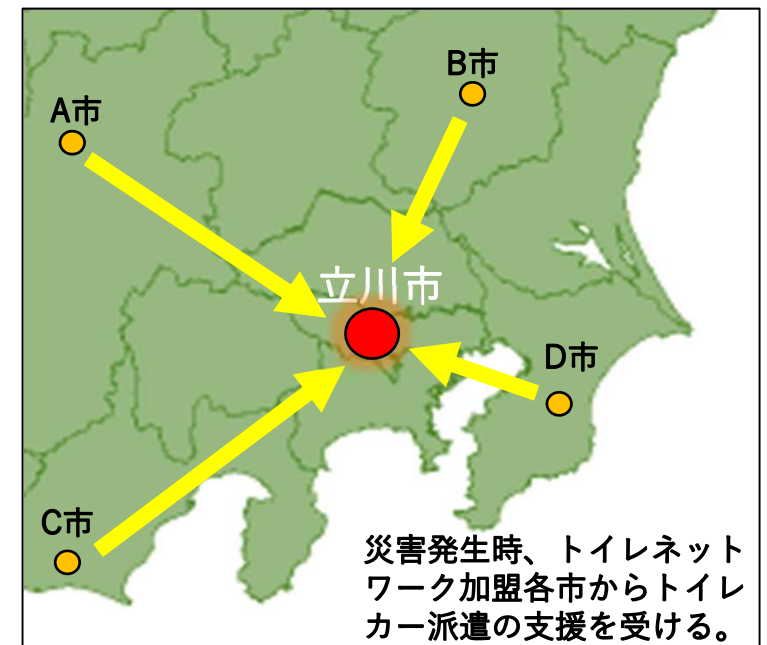 B市
A市
立川市
D市
C市
災害発生時、トイレネット
ワーク加盟各市からトイレ
カー派遣の支援を受ける。